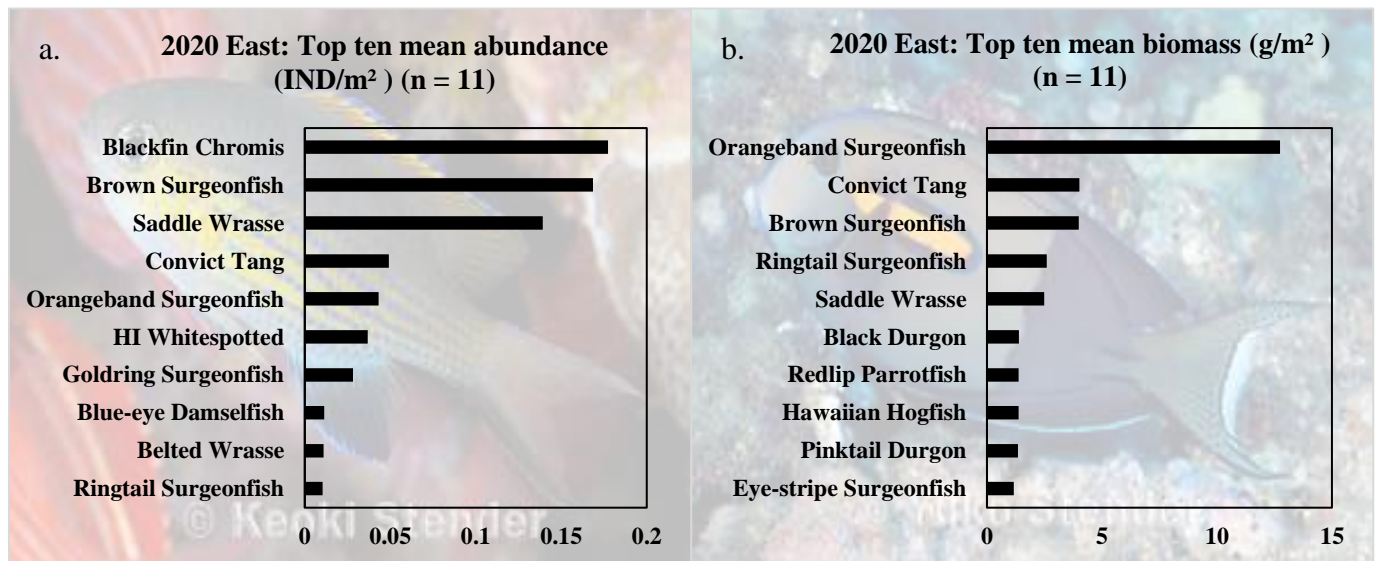 a.
2020 East: Top ten mean abundance
(IND/m² ) (n = 11)
Blackfin Chromis
Brown Surgeonfish
Saddle Wrasse
Convict Tang
Orangeband Surgeonfish
HI Whitespotted
Goldring Surgeonfish
Blue-eye Damselfish
Belted Wrasse
Ringtail Surgeonfish
0 0.05 0.1 0.15 0.2
© Keoki Stender
b.
2020 East: Top ten mean biomass (g/m² )
(n = 11)
Orangeband Surgeonfish
Convict Tang
Brown Surgeonfish
Ringtail Surgeonfish
Saddle Wrasse
Black Durgon
Redlip Parrotfish
Hawaiian Hogfish
Pinktail Durgon
Eye-stripe Surgeonfish
0 5 10 15